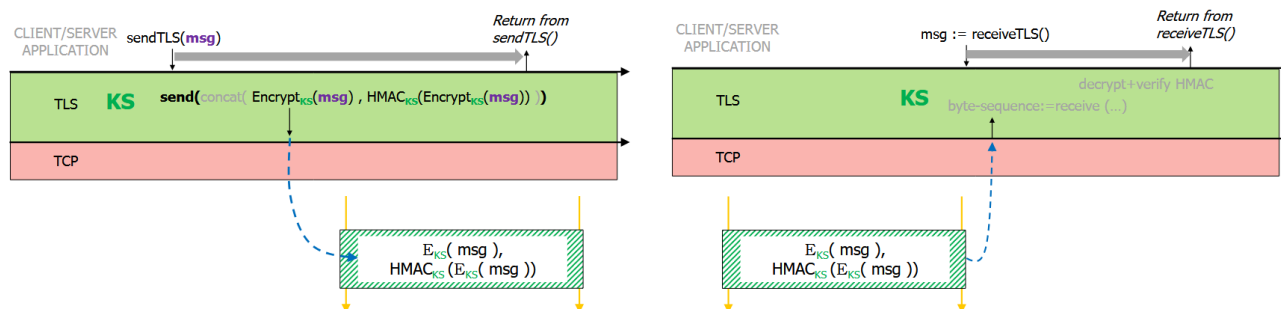 CLIENT/SERVER
APPLICATION
sendTLS(msg)
Return from
sendTLS()
TLS KS send(concat( EncryptKS(msg) , HMACKS(EncryptKS(msg)) ))
TCP
EKS( msg ),
HMACKS(EKS( msg ))
CLIENT/SERVER
APPLICATION
msg := receiveTLS()
Return from
receiveTLS()
decrypt+verify HMAC
TLS KS
byte-sequence:=receive (...)
TCP
EKS( msg ),
HMACKS(EKS( msg ))